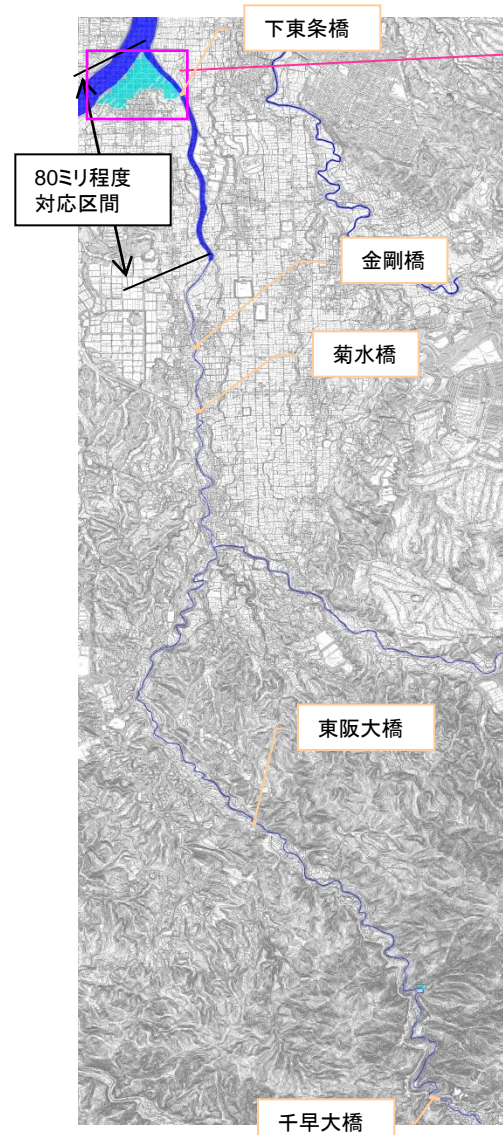 下東条橋
80ミリ程度
対応区間
金剛橋
菊水橋
東阪大橋
千早大橋